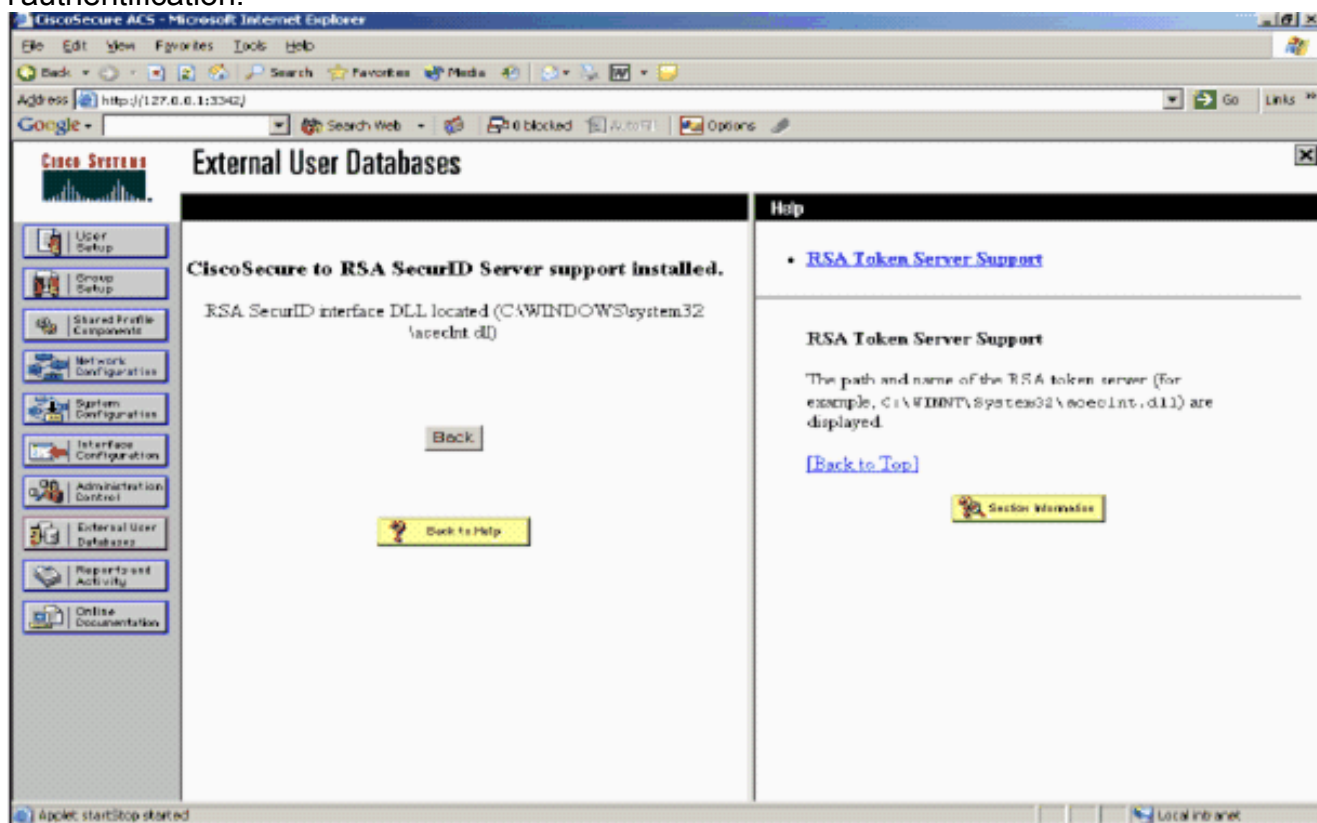 l'authentification.
CiscoSecure ACS - Microsoft Internet Explorer
File Edit View Favorites Tools Help
Back Search Favorites Media
Address http://127.0.0.1:3342/ Go Links »
Google Search Web 0 blocked AutoFill Options
CISCO SYSTEMS
External User Databases
User Setup
Group Setup
Shared Profile Components
Network Configuration
System Configuration
Interface Configuration
Administration Control
External User Databases
Reports and Activity
Online Documentation
CiscoSecure to RSA SecurID Server support installed.
RSA SecurID interface DLL located (C:\WINDOWS\system32
\aceclnt.dll)
Back
Back to Help
Help
• RSA Token Server Support
RSA Token Server Support
The path and name of the RSA token server (for
example, C:\WINNT\System32\aceclnt.dll) are
displayed.
[Back to Top]
Section Information
Applet startStop started
Local intranet